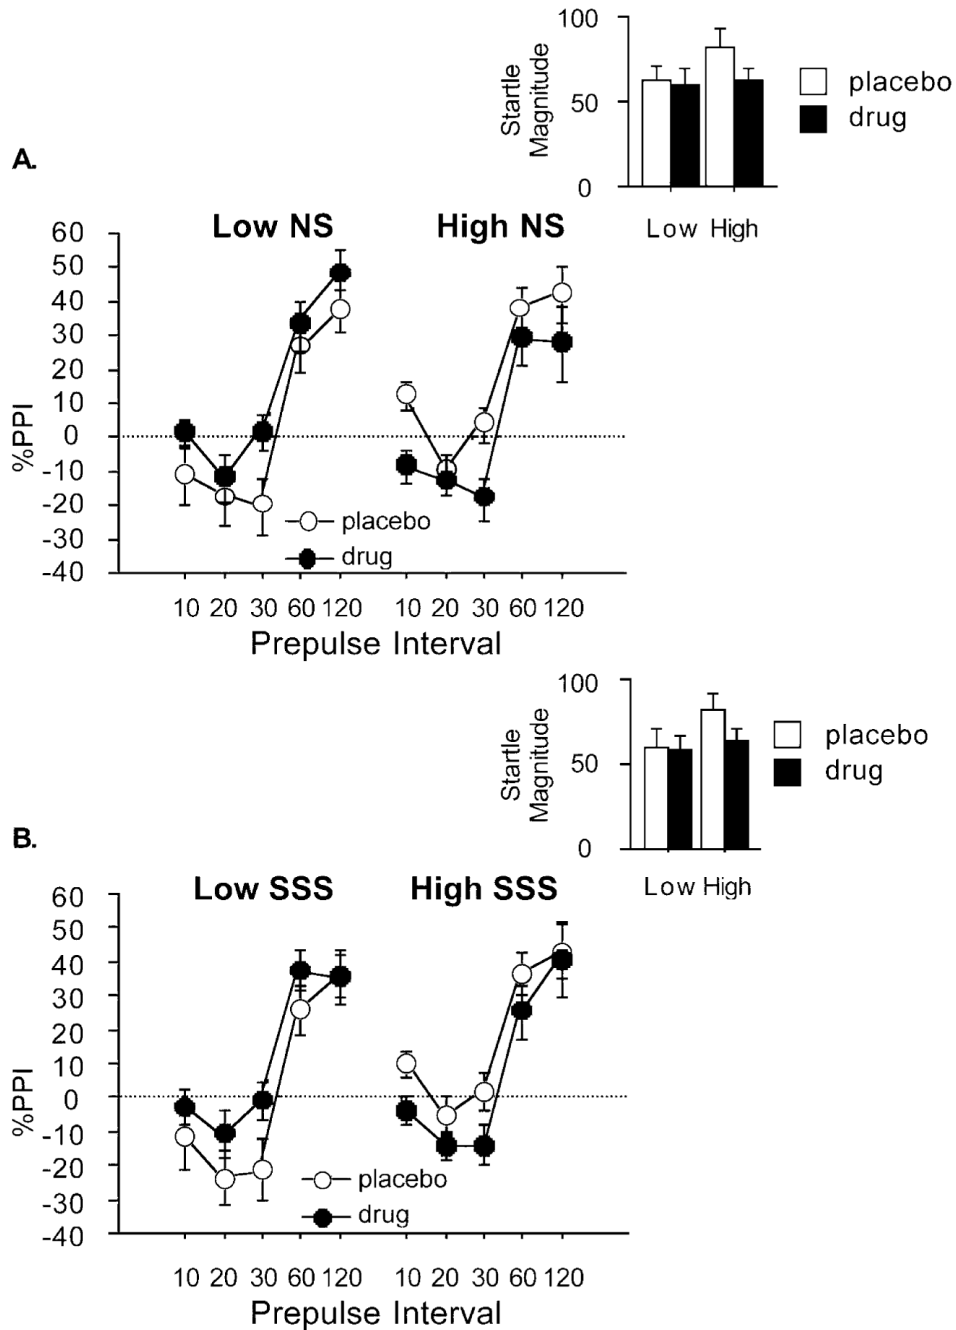 100
Startle
Magnitude
50
0
placebo
drug
Low High
A.
Low NS High NS
60
50
40
30
20
10
0
-10
-20
-30
-40
%PPI
placebo
drug
10 20 30 60 120 10 20 30 60 120
Prepulse Interval
100
Startle
Magnitude
50
0
placebo
drug
Low High
B.
Low SSS High SSS
60
50
40
30
20
10
0
-10
-20
-30
-40
%PPI
placebo
drug
10 20 30 60 120 10 20 30 60 120
Prepulse Interval